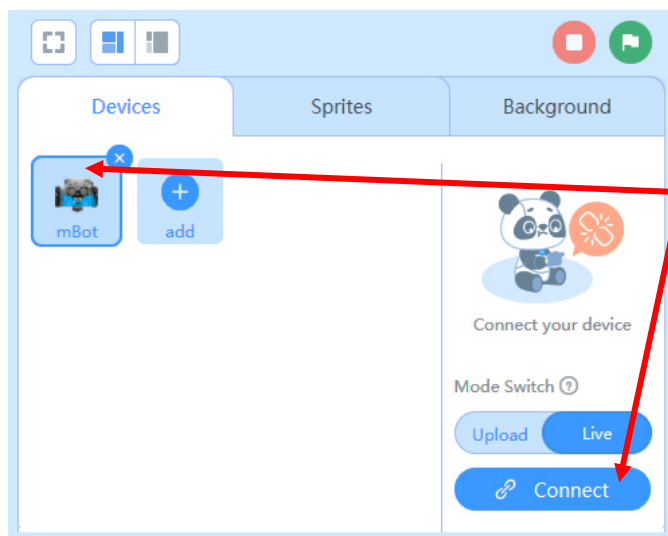 Devices
Sprites
Background
mBot
add
Connect your device
Mode Switch ?
Upload
Live
Connect